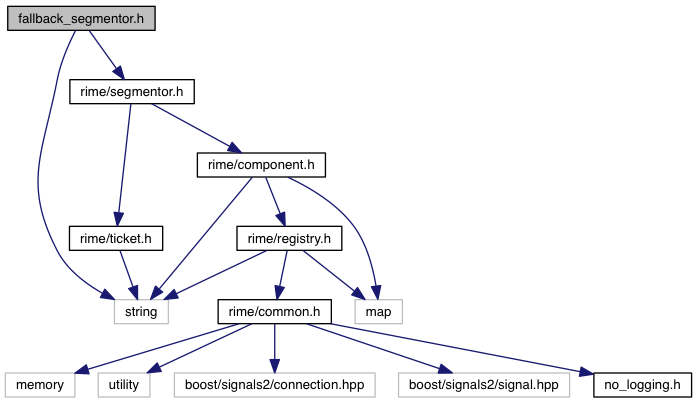 fallback_segmentor.h
rime/segmentor.h
rime/component.h
rime/ticket.h
rime/registry.h
string
rime/common.h
map
memory
utility
boost/signals2/connection.hpp
boost/signals2/signal.hpp
no_logging.h